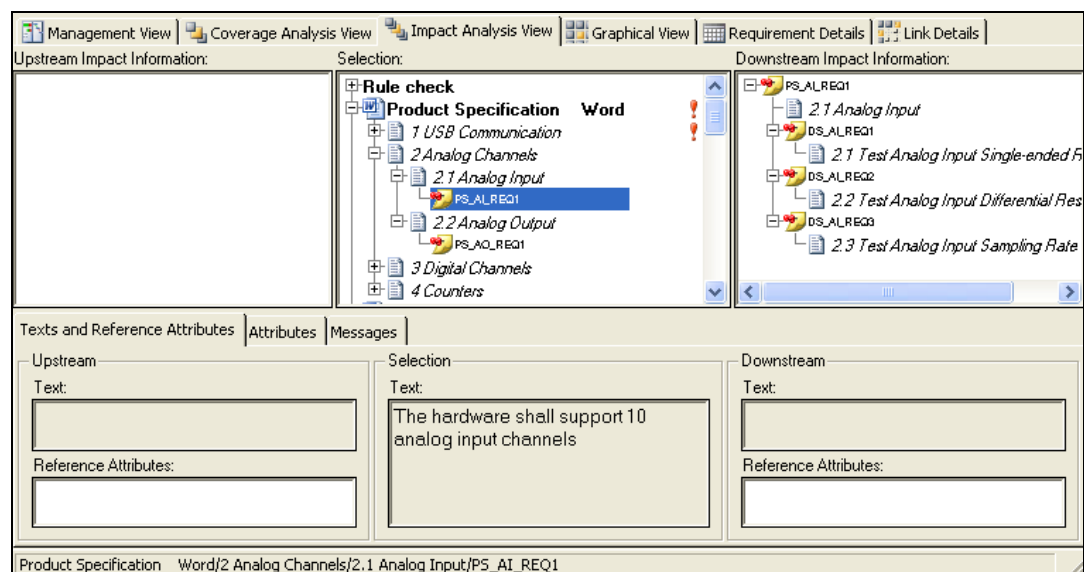 Management View Coverage Analysis View Impact Analysis View Graphical View Requirement Details Link Details
Upstream Impact Information:
Selection:
Rule check
Product Specification Word
1 USB Communication
2 Analog Channels
2.1 Analog Input
PS_AI_REQ1
2.2 Analog Output
PS_AO_REQ1
3 Digital Channels
4 Counters
Downstream Impact Information:
PS_AI_REQ1
2.1 Analog Input
DS_AI_REQ1
2.1 Test Analog Input Single-ended R
DS_AI_REQ2
2.2 Test Analog Input Differential Res
DS_AI_REQ3
2.3 Test Analog Input Sampling Rate
Texts and Reference Attributes Attributes Messages
Upstream
Text:
Reference Attributes:
Selection
Text:
The hardware shall support 10
analog input channels
Downstream
Text:
Reference Attributes:
Product Specification Word/2 Analog Channels/2.1 Analog Input/PS_AI_REQ1